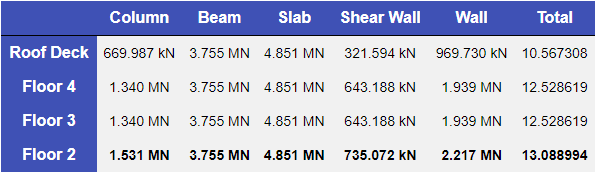 Column Beam Slab Shear Wall Wall Total
Roof Deck 669.987 kN 3.755 MN 4.851 MN 321.594 kN 969.730 kN 10.567308
Floor 4 1.340 MN 3.755 MN 4.851 MN 643.188 kN 1.939 MN 12.528619
Floor 3 1.340 MN 3.755 MN 4.851 MN 643.188 kN 1.939 MN 12.528619
Floor 2 1.531 MN 3.755 MN 4.851 MN 735.072 kN 2.217 MN 13.088994